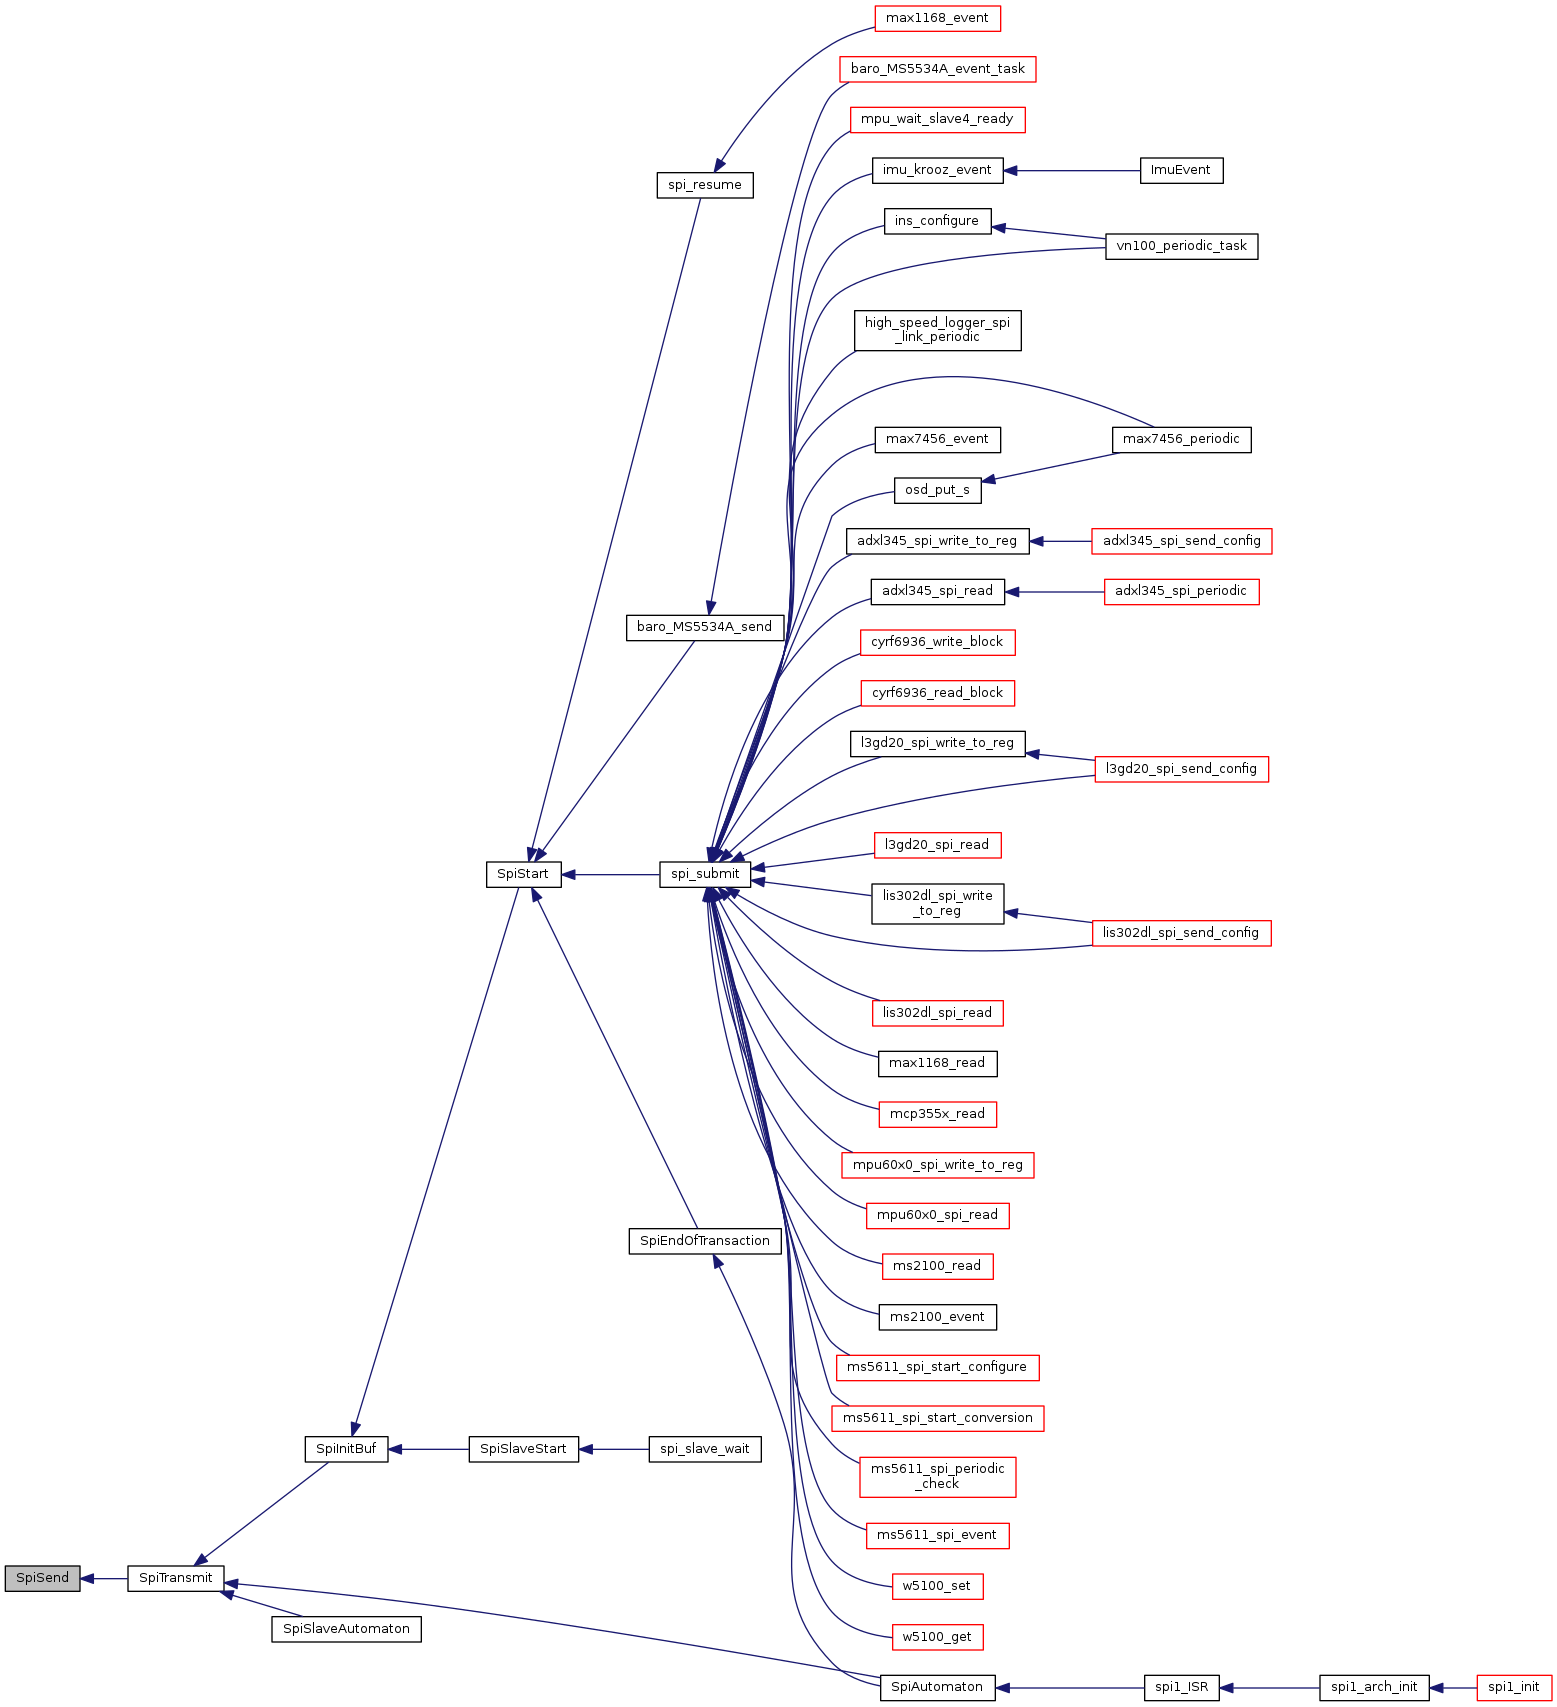 max1168_event
baro_MS5534A_event_task
mpu_wait_slave4_ready
imu_krooz_event
ImuEvent
spi_resume
ins_configure
vn100_periodic_task
high_speed_logger_spi
_link_periodic
max7456_event
max7456_periodic
osd_put_s
adxl345_spi_write_to_reg
adxl345_spi_send_config
adxl345_spi_read
adxl345_spi_periodic
baro_MS5534A_send
cyrf6936_write_block
cyrf6936_read_block
l3gd20_spi_write_to_reg
l3gd20_spi_send_config
l3gd20_spi_read
SpiStart
spi_submit
lis302dl_spi_write
_to_reg
lis302dl_spi_send_config
lis302dl_spi_read
max1168_read
mcp355x_read
mpu60x0_spi_write_to_reg
mpu60x0_spi_read
SpiEndOfTransaction
ms2100_read
ms2100_event
ms5611_spi_start_configure
ms5611_spi_start_conversion
SpiInitBuf
SpiSlaveStart
spi_slave_wait
ms5611_spi_periodic
_check
ms5611_spi_event
SpiSend
SpiTransmit
w5100_set
SpiSlaveAutomaton
w5100_get
SpiAutomaton
spi1_ISR
spi1_arch_init
spi1_init